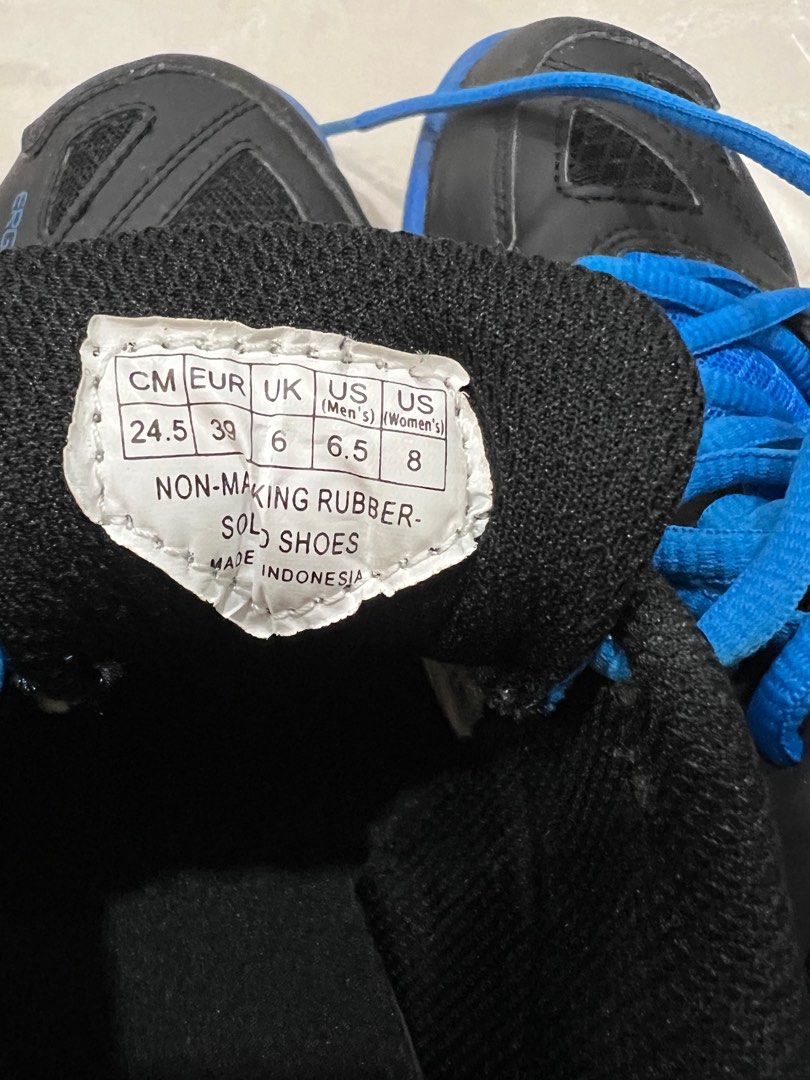 ERG
CM EUR UK US (Men's) US (Women's)
24.5 39 6 6.5 8
NON-MA KING RUBBER-
SOL D SHOES
MADE INDONESIA